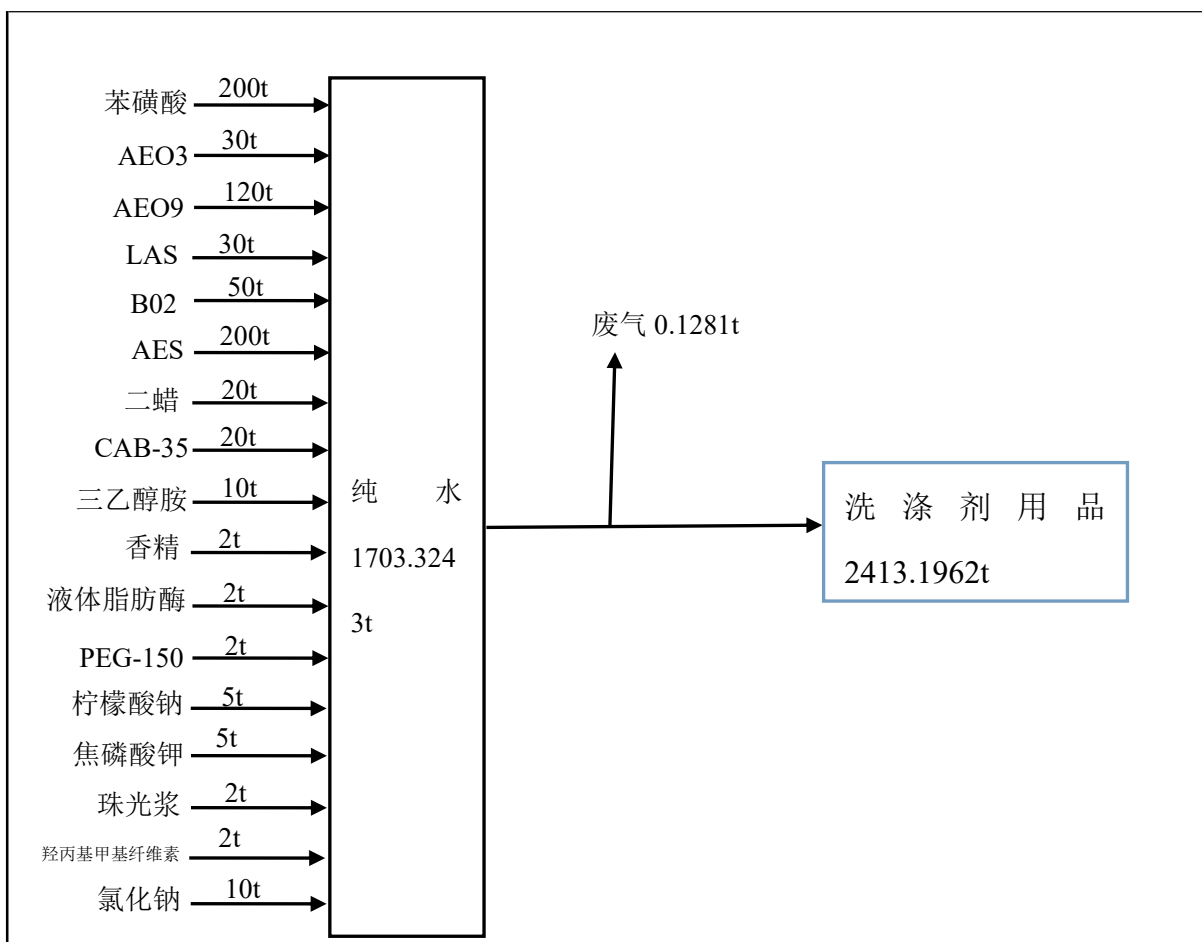 苯磺酸 200t
AEO3 30t
AEO9 120t
LAS 30t
B02 50t
AES 200t
二蜡 20t
CAB-35 20t
三乙醇胺 10t
香精 2t
液体脂肪酶 2t
PEG-150 2t
柠檬酸钠 5t
焦磷酸钾 5t
珠光浆 2t
羟丙基甲基纤维素 2t
氯化钠 10t
纯 水
1703.324
3t
废气 0.1281t
洗 涤 剂 用 品
2413.1962t